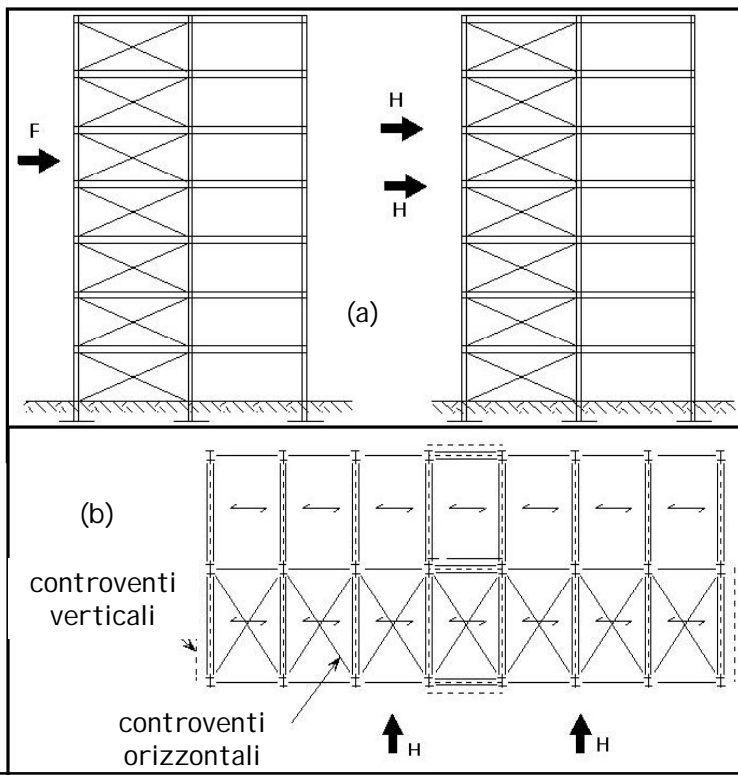 F
H
H
(a)
(b)
controventi
verticali
controventi
orizzontali
H
H